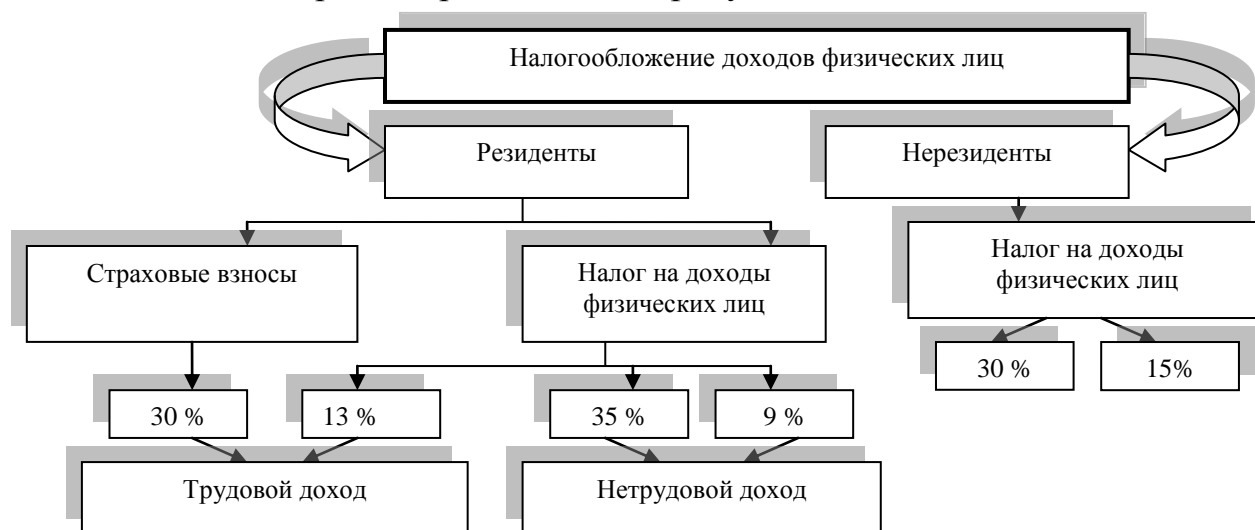 Налогообложение доходов физических лиц
Резиденты
Нерезиденты
Страховые взносы
Налог на доходы
физических лиц
Налог на доходы
физических лиц
30 %
15%
30 %
13 %
35 %
9 %
Трудовой доход
Нетрудовой доход